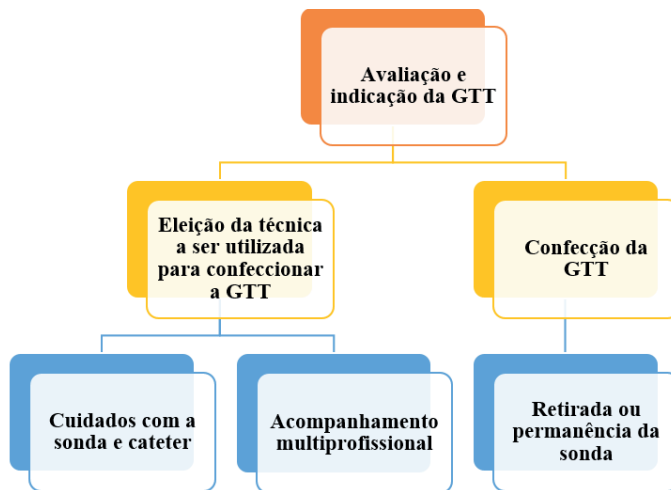 Avaliação e
indicação da GTT
Eleição da técnica
a ser utilizada
para confeccionar
a GTT
Confecção da
GTT
Cuidados com a
sonda e cateter
Acompanhamento
multiprofissional
Retirada ou
permanência da
sonda